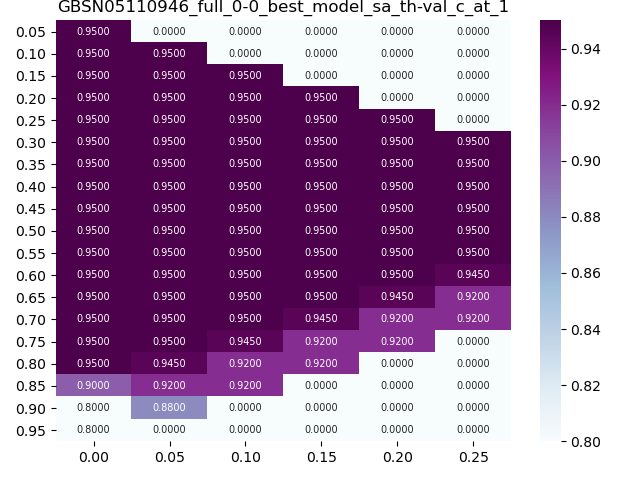 GBSN05110946_full_0-0_best_model_sa_th-val_c_at_1
0.05 0.9500 0.0000 0.0000 0.0000 0.0000 0.0000
0.10 0.9500 0.9500 0.0000 0.0000 0.0000 0.0000
0.15 0.9500 0.9500 0.9500 0.0000 0.0000 0.0000
0.20 0.9500 0.9500 0.9500 0.9500 0.0000 0.0000
0.25 0.9500 0.9500 0.9500 0.9500 0.9500 0.0000
0.30 0.9500 0.9500 0.9500 0.9500 0.9500 0.9500
0.35 0.9500 0.9500 0.9500 0.9500 0.9500 0.9500
0.40 0.9500 0.9500 0.9500 0.9500 0.9500 0.9500
0.45 0.9500 0.9500 0.9500 0.9500 0.9500 0.9500
0.50 0.9500 0.9500 0.9500 0.9500 0.9500 0.9500
0.55 0.9500 0.9500 0.9500 0.9500 0.9500 0.9500
0.60 0.9500 0.9500 0.9500 0.9500 0.9500 0.9450
0.65 0.9500 0.9500 0.9500 0.9500 0.9450 0.9200
0.70 0.9500 0.9500 0.9500 0.9450 0.9200 0.9200
0.75 0.9500 0.9500 0.9450 0.9200 0.9200 0.0000
0.80 0.9500 0.9450 0.9200 0.9200 0.0000 0.0000
0.85 0.9000 0.9200 0.9200 0.0000 0.0000 0.0000
0.90 0.8000 0.8800 0.0000 0.0000 0.0000 0.0000
0.95 0.8000 0.0000 0.0000 0.0000 0.0000 0.0000
0.00 0.05 0.10 0.15 0.20 0.25
0.94
0.92
0.90
0.88
0.86
0.84
0.82
0.80